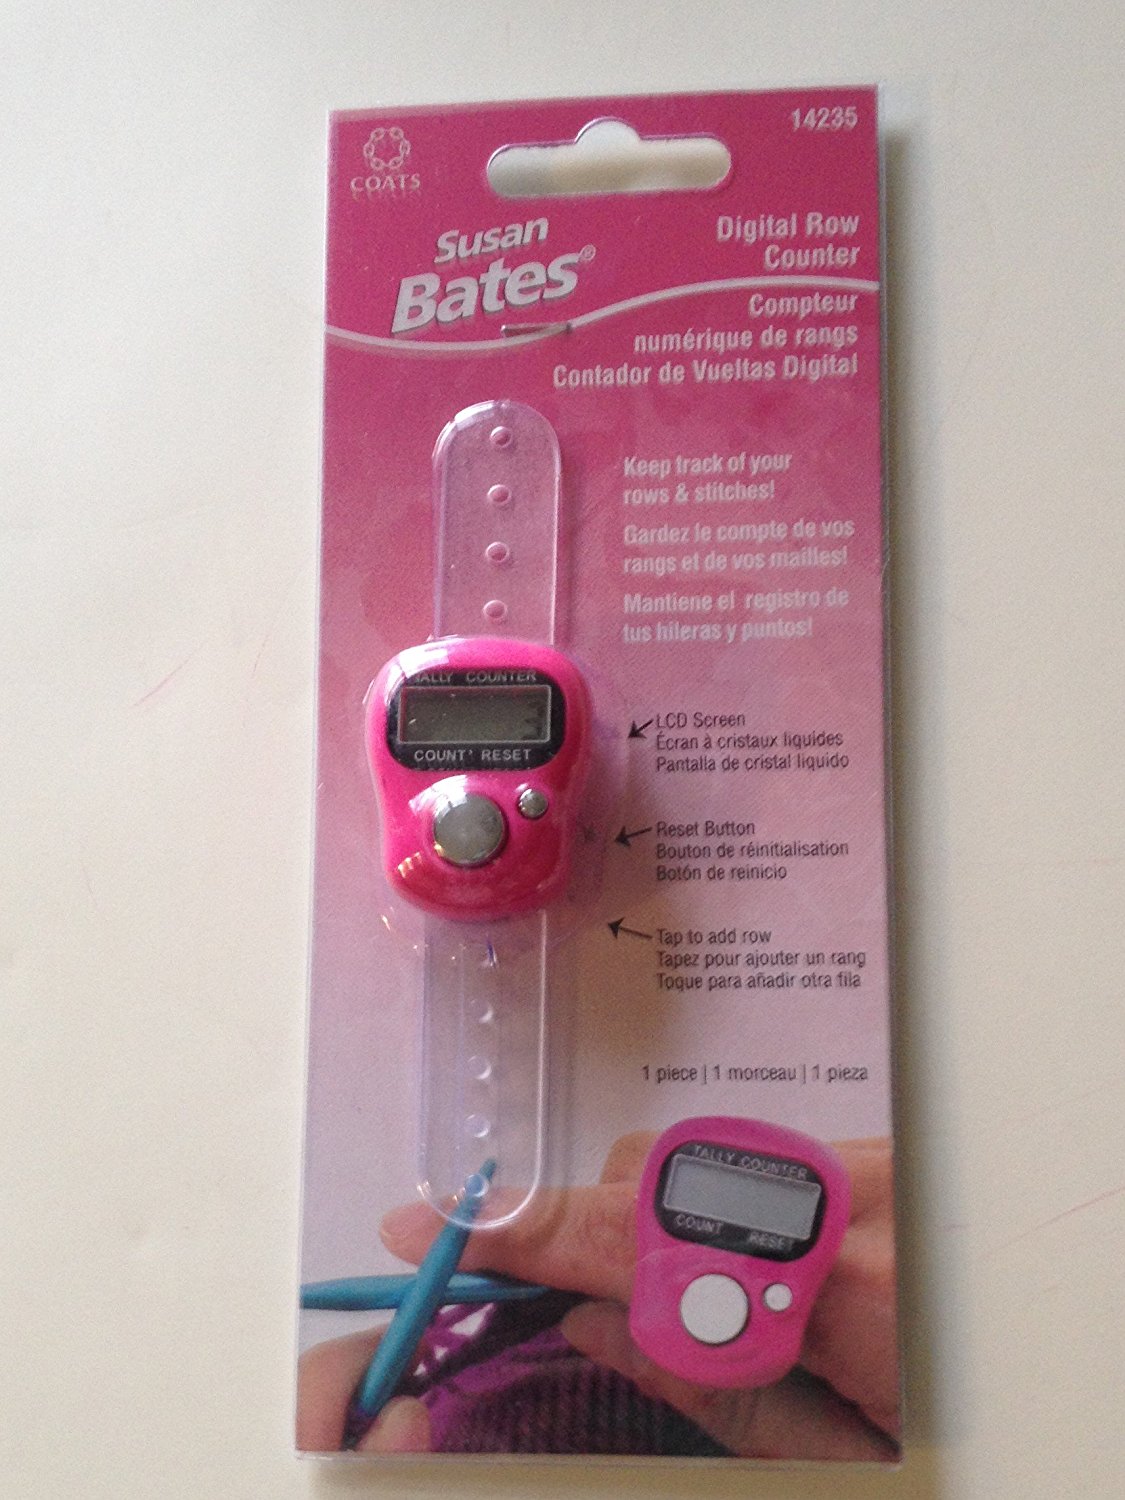 14235
COATS
Susan
Bates®
Digital Row
Counter
Compteur
numérique de rangs
Contador de Vueltas Digital
Keep track of your
rows & stitches!
Gardez le compte de vos
rangs et de vos mailles!
Mantiene el registro de
tus hileras y puntos!
TALLY COUNTER
COUNT RESET
LCD Screen
Écran à cristaux liquides
Pantalla de cristal liquido
Reset Button
Bouton de réinitialisation
Botón de reinicio
Tap to add row
Tapez pour ajouter un rang
Toque para añadir otra fila
1 piece | 1 morceau | 1 pieza
TALLY COUNTER
COUNT RESET